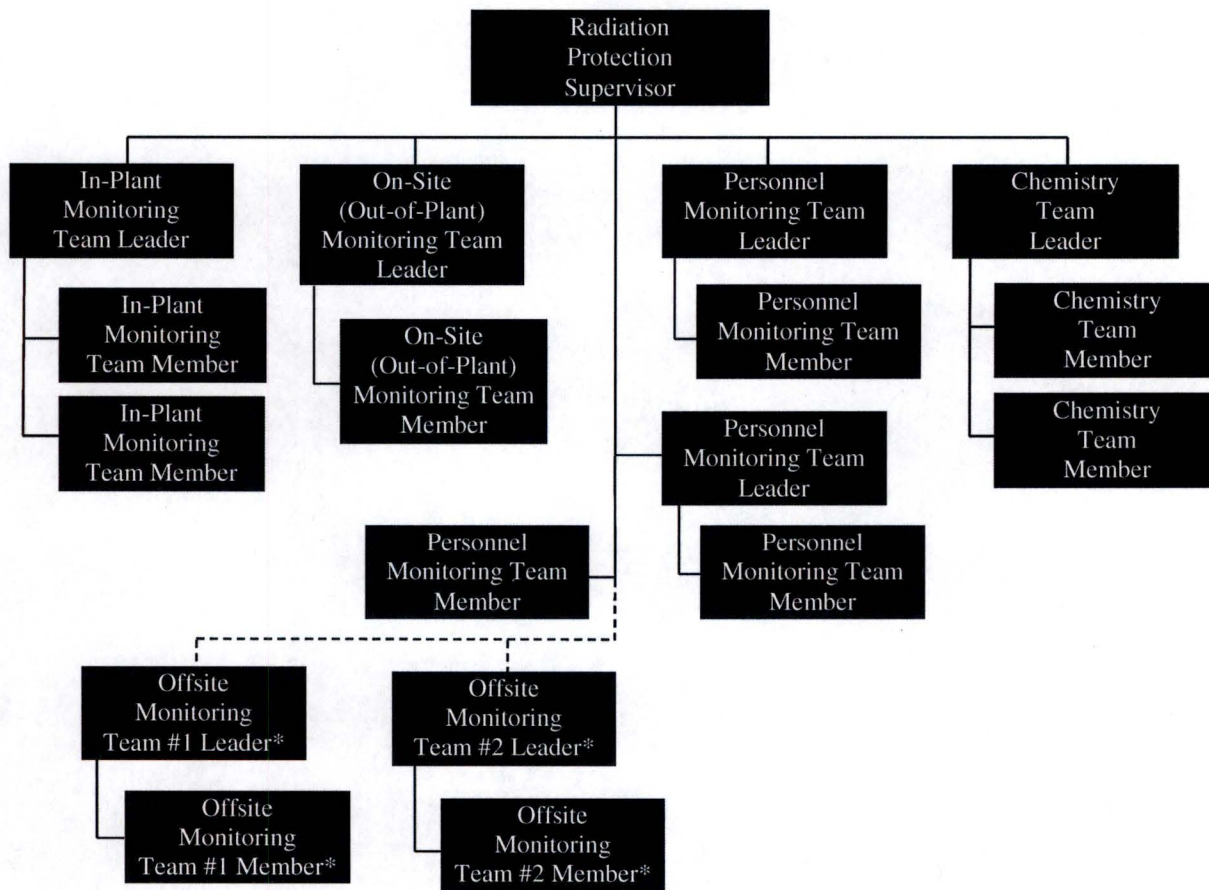 Radiation
Protection
Supervisor
In-Plant
Monitoring
Team Leader
On-Site
(Out-of-Plant)
Monitoring Team
Leader
Personnel
Monitoring Team
Leader
Chemistry
Team
Leader
In-Plant
Monitoring
Team Member
On-Site
(Out-of-Plant)
Monitoring Team
Member
Personnel
Monitoring Team
Member
Chemistry
Team
Member
In-Plant
Monitoring
Team Member
Personnel
Monitoring Team
Leader
Chemistry
Team
Member
Personnel
Monitoring Team
Member
Personnel
Monitoring Team
Member
Offsite
Monitoring
Team #1 Leader*
Offsite
Monitoring
Team #2 Leader*
Offsite
Monitoring
Team #1 Member*
Offsite
Monitoring
Team #2 Member*